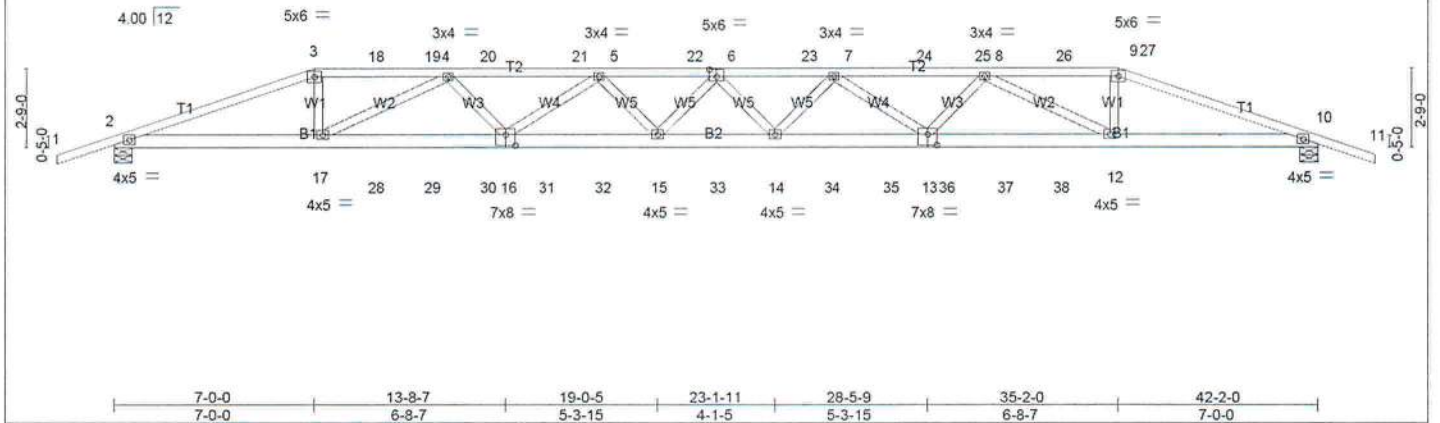 4.00 12
5x6 =
3x4 =
3x4 =
5x6 =
3x4 =
3x4 =
5x6 =
3 18 19 4 20 T2 21 5 22 6 23 7 24 T2 25 8 26 9 27
2-9-0
0-5-0
1 2 T1 W1 W2 W3 W4 W5 W5 W5 W5 W4 W3 W2 W1 T1 10 11
B1 B2 B1
2-9-0
0-5-0
4x5 =
17 28 29 30 16 31 32 15 33 14 34 35 13 36 37 38 12
4x5 =
4x5 =
7x8 =
4x5 =
4x5 =
7x8 =
4x5 =
7-0-0 13-8-7 19-0-5 23-1-11 28-5-9 35-2-0 42-2-0
7-0-0 6-8-7 5-3-15 4-1-5 5-3-15 6-8-7 7-0-0